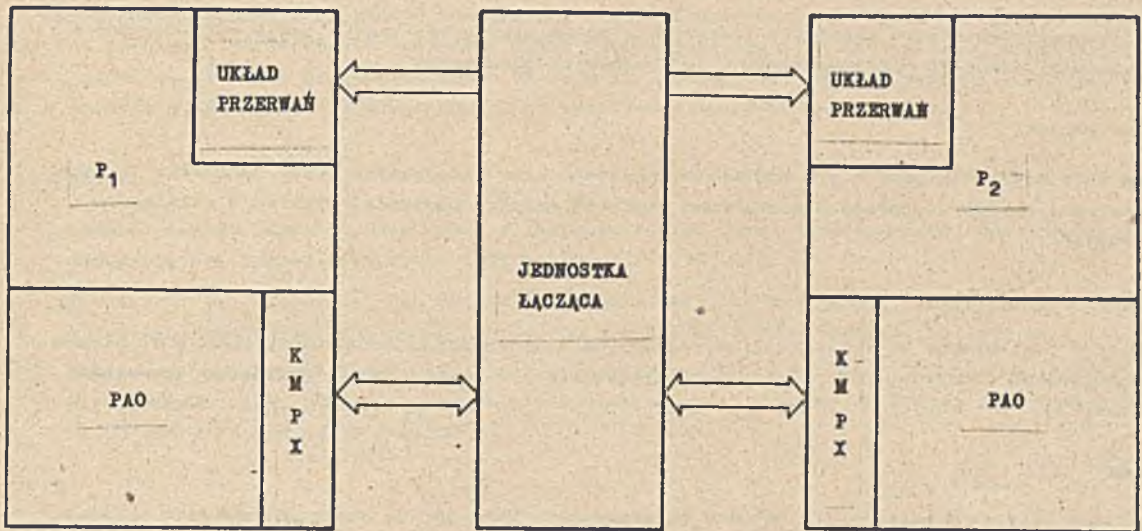 UKŁAD
PRZERWAŃ
P₁
PAO
K
M
P
X
JEDNOSTKA
ŁĄCZĄCA
UKŁAD
PRZERWAŃ
P₂
K
M
P
X
PAO